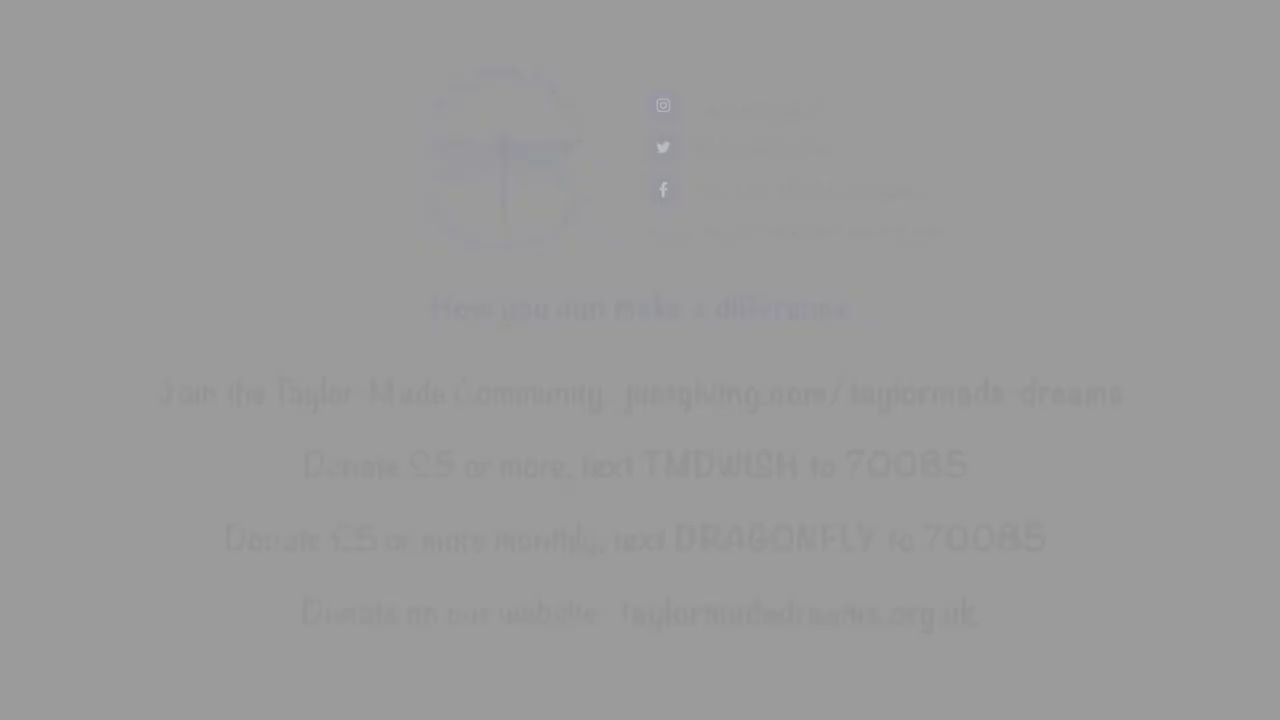 How you can make a difference
Join the Taylor-Made Community. justgiving.com/taylormade-dreams
Donate £5 or more, text TMDWISH to 70085
Donate £5 or more monthly, text DRAGONFLY to 70085
Donate on our website: taylormadedreams.org.uk